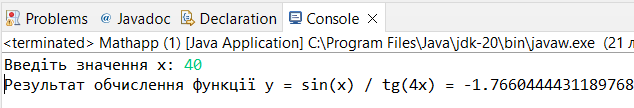 Problems @ Javadoc Declaration Console
<terminated> Mathapp (1) [Java Application] C:\Program Files\Java\jdk-20\bin\javaw.exe (21 л
Введіть значення x: 40
Результат обчислення функції y = sin(x) / tg(4x) = -1.7660444431189768